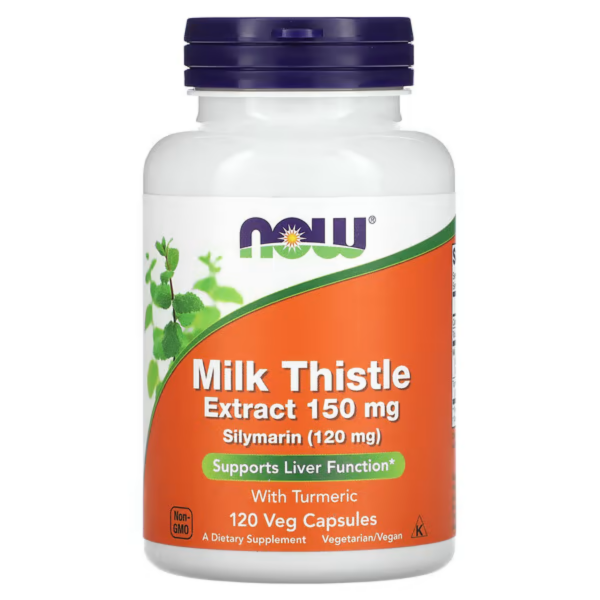 NOW®
Milk Thistle
Extract 150 mg
Silymarin (120 mg)
Supports Liver Function*
With Turmeric
120 Veg Capsules
Non-
GMO
A Dietary Supplement Vegetarian/Vegan
K